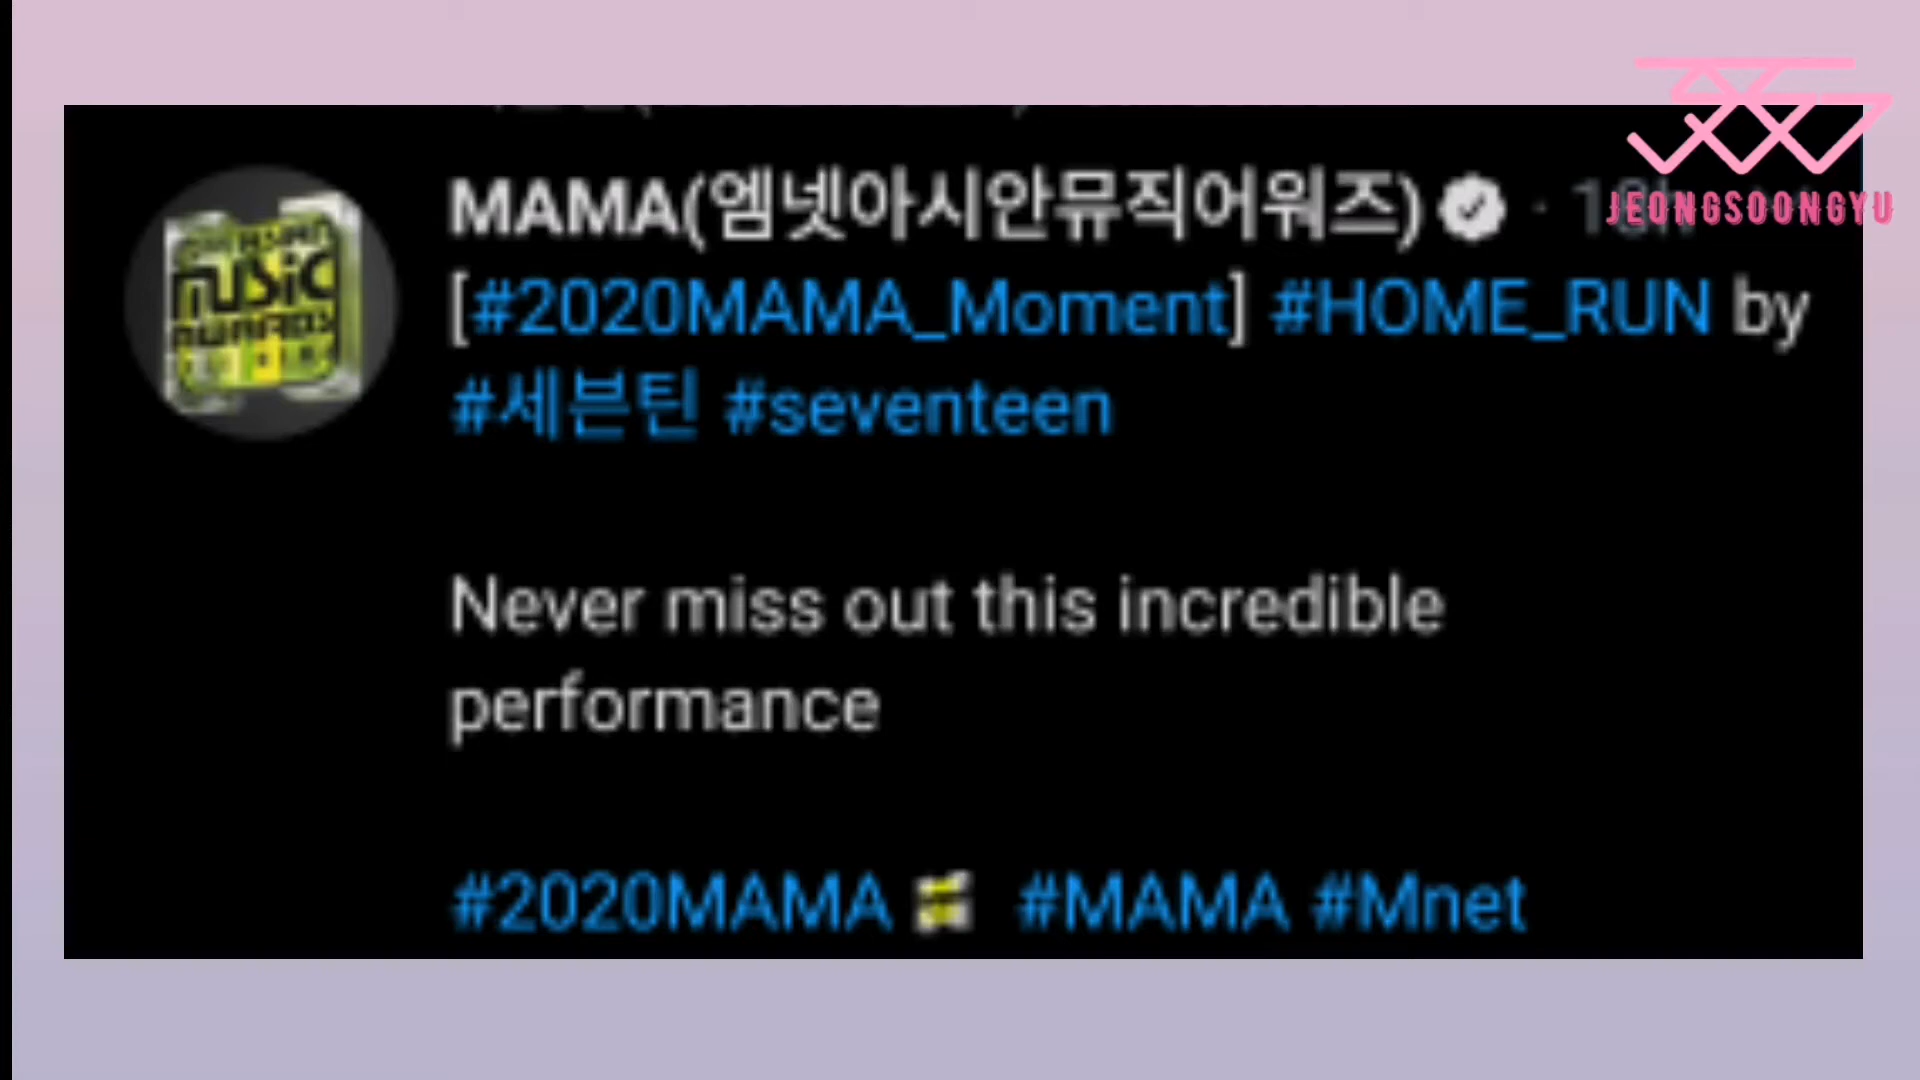 MAMA(엠넷아시안뮤직어워즈)
[#2020MAMA_Moment] #HOME_RUN by
#세븐틴 #seventeen
Never miss out this incredible
performance
#2020MAMA #MAMA #Mnet
JEONGSOONGYU
MUSIC